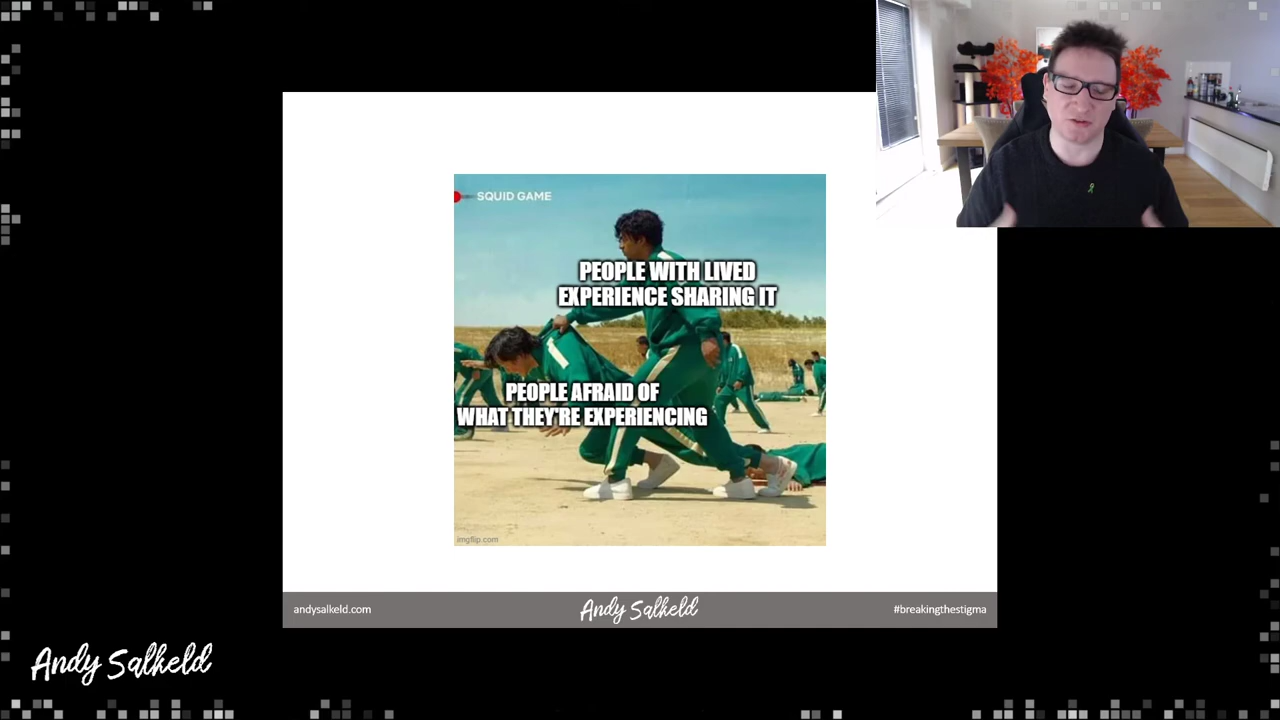 SQUID GAME
PEOPLE WITH LIVED
EXPERIENCE SHARING IT
PEOPLE AFRAID OF
WHAT THEY'RE EXPERIENCING
imgflip.com
andysalkeld.com
Andy Salkeld
#breakingthestigma
Andy Salkeld